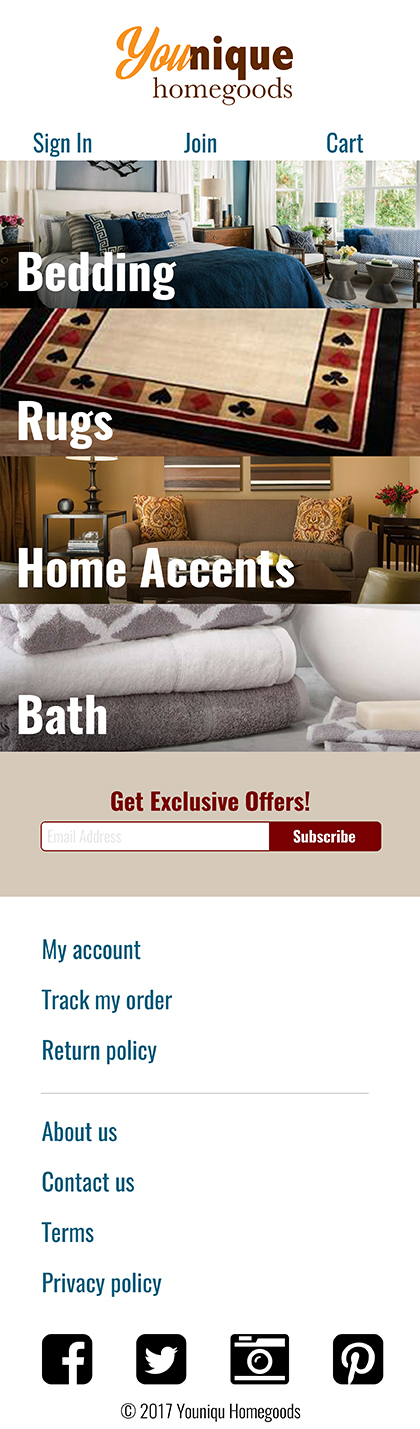 Younique
homegoods
Sign In Join Cart
Bedding
Rugs
Home Accents
Bath
Get Exclusive Offers!
Email Address Subscribe
My account
Track my order
Return policy
About us
Contact us
Terms
Privacy policy
© 2017 Youniqu Homegoods